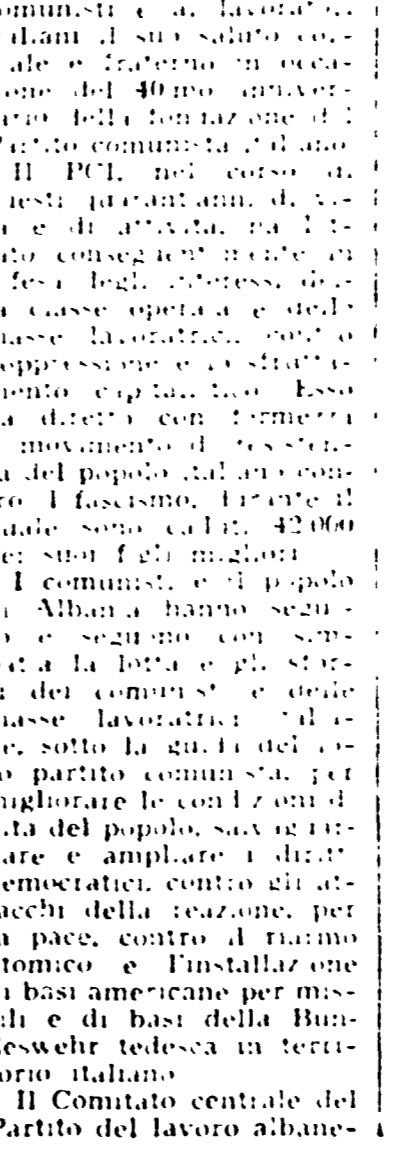 comunisti e ai lavoratori
italiani il suo saluto cor-
diale e fraterno in occa-
sione del 40.mo anniver-
sario della fondazione del
Partito comunista italiano
Il PCI, nel corso di
questi quarant'anni di vi-
ta e di attività, ha lot-
tato conseguentemente in
difesa degli interessi del-
la classe operaia e delle
masse lavoratrici contro
l'oppressione e lo sfrutta-
mento capitalistico. Esso
ha diretto con fermezza
il movimento di resisten-
za del popolo italiano con-
tro il fascismo, durante il
quale sono caduti 42.000
dei suoi figli migliori
I comunisti e il popolo
di Albania hanno segui-
to e seguono con sim-
patia la lotta e gli sfor-
zi dei comunisti e delle
masse lavoratrici italia-
ne, sotto la guida del lo-
ro partito comunista, per
migliorare le condizioni di
vita del popolo, salvaguar-
dare e ampliare i diritti
democratici, contro gli at-
tacchi della reazione, per
la pace, contro il riarmo
atomico e l'installazione
di basi americane per mis-
sili e di basi della Bun-
deswehr tedesca in terri-
torio italiano
Il Comitato centrale del
Partito del lavoro albane-